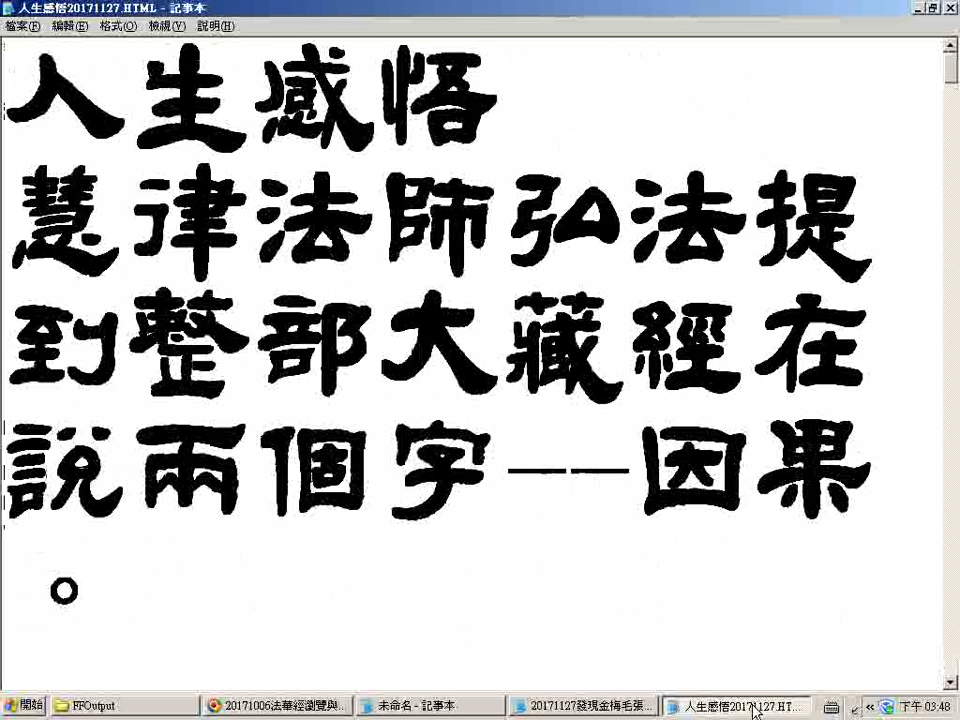 人生感悟20171127.HTML - 記事本
檔案(F) 編輯(E) 格式(O) 檢視(V) 說明(H)
人生感悟
慧律法師弘法提
到整部大藏經在
說兩個字──因果
。
開始 FFOutput 20171006法華經瀏覽與... 未命名 - 記事本 20171127發現金梅毛張... 人生感悟20171127.HT... « 下午 03:48